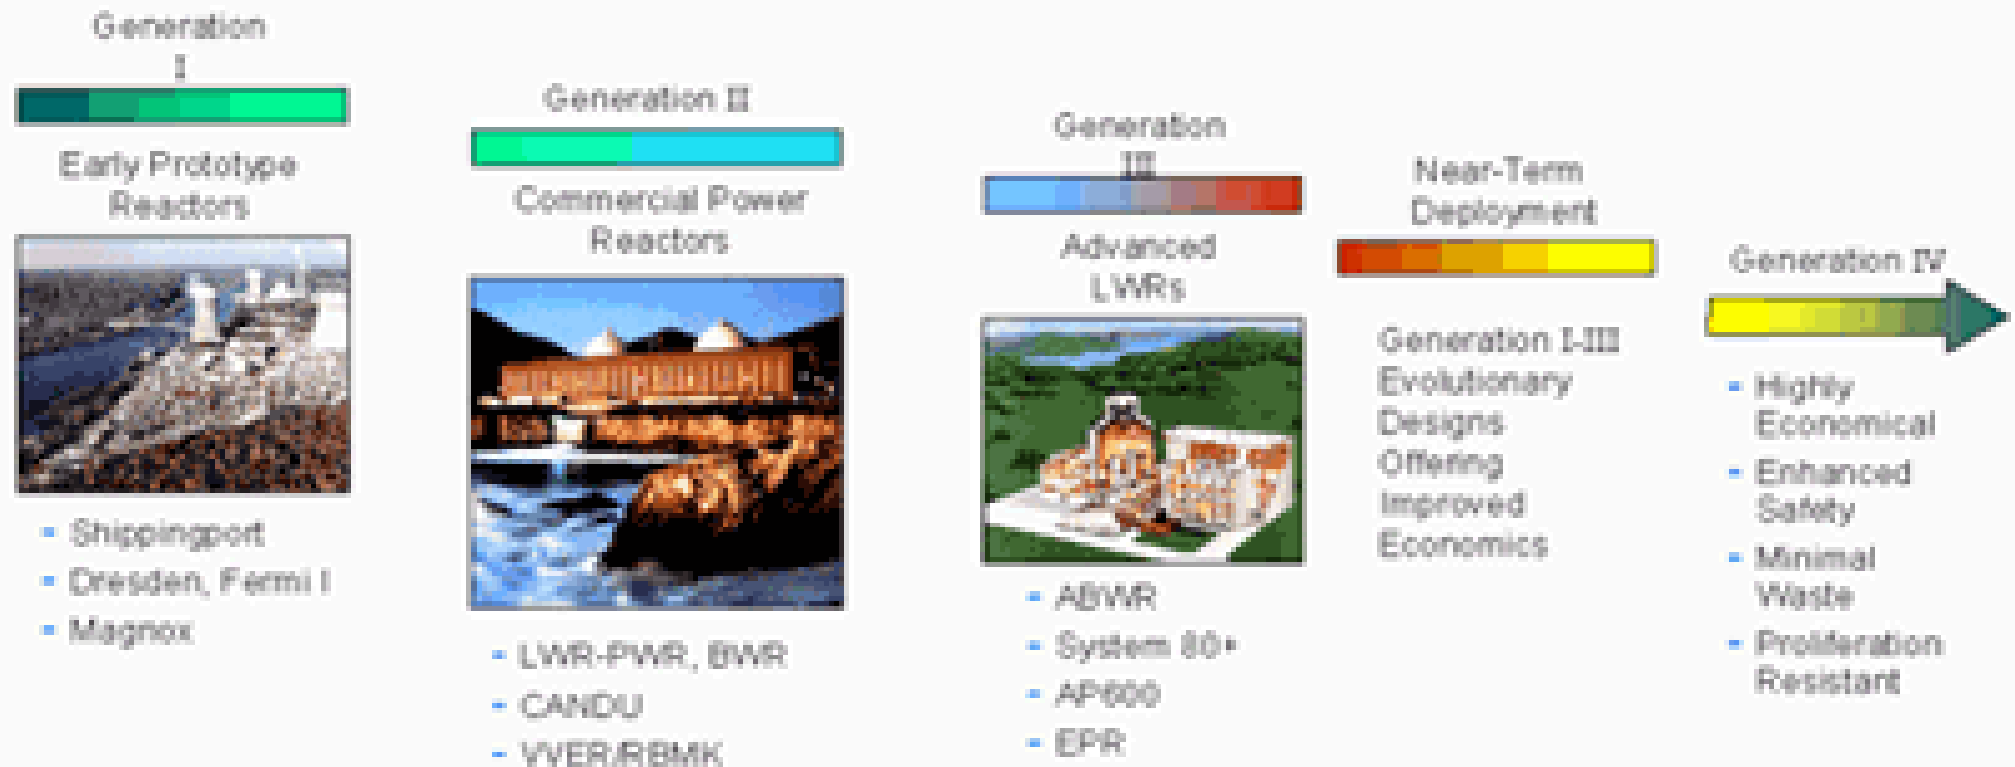 Generation
I
Early Prototype
Reactors
- Shippingport
- Dresden, Fermi I
- Magnox
Generation II
Commercial Power
Reactors
- LWR-PWR, BWR
- CANDU
- VVER/RBMK
Generation
III
Advanced
LWRs
- ABWR
- System 80+
- AP600
- EPR
Near-Term
Deployment
Generation I-III
Evolutionary
Designs
Offering
Improved
Economics
Generation IV
- Highly
Economical
- Enhanced
Safety
- Minimal
Waste
- Proliferation
Resistant